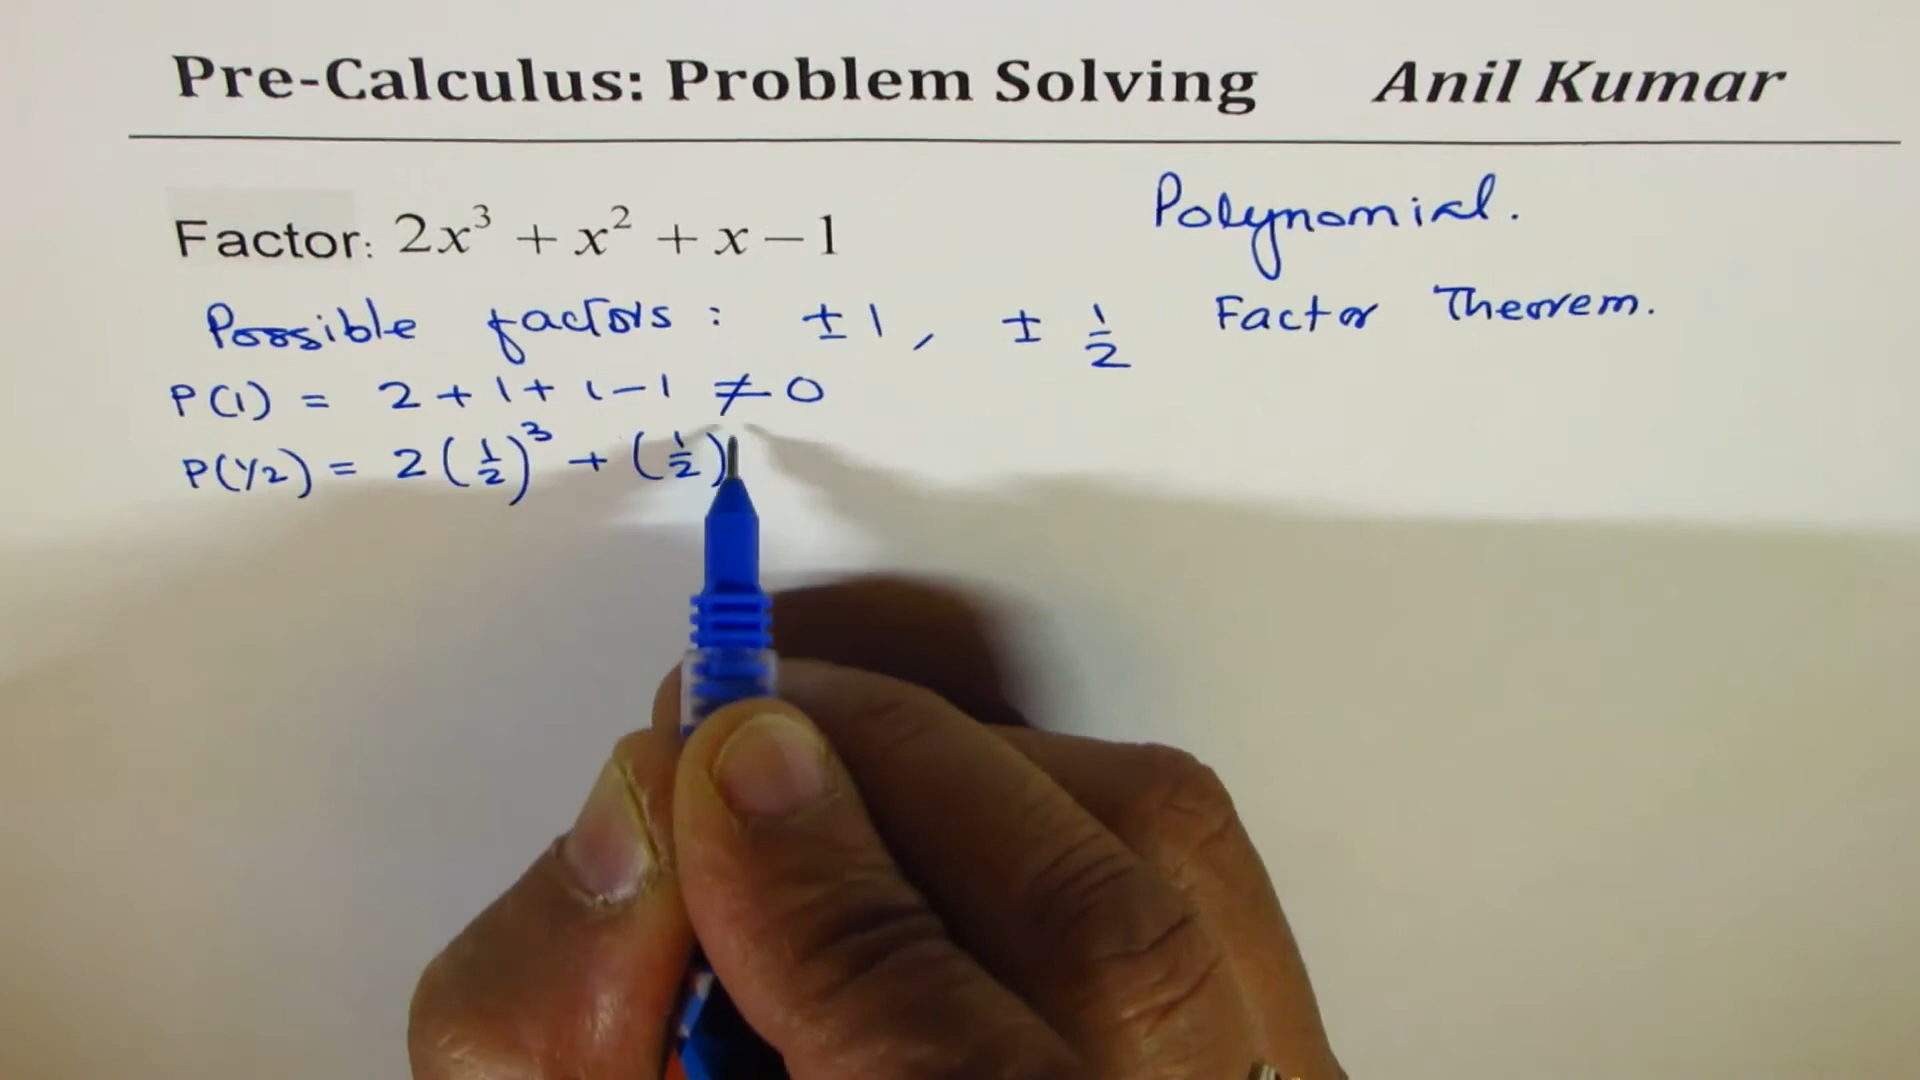 Pre-Calculus: Problem Solving Anil Kumar
Factor: 2x³ + x² + x − 1
Polynomial.
Possible factors : ±1, ± 1/2
Factor Theorem.
P(1) = 2 + 1 + 1 − 1 ≠ 0
P(1/2) = 2(1/2)³ + (1/2)